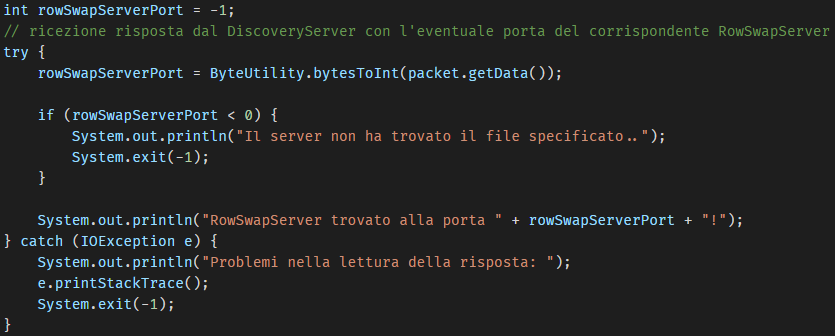 int rowSwapServerPort = -1;
// ricezione risposta dal DiscoveryServer con l'eventuale porta del corrispondente RowSwapServer
try {
    rowSwapServerPort = ByteUtility.bytesToInt(packet.getData());

    if (rowSwapServerPort < 0) {
        System.out.println("Il server non ha trovato il file specificato..");
        System.exit(-1);
    }

    System.out.println("RowSwapServer trovato alla porta " + rowSwapServerPort + "!");
} catch (IOException e) {
    System.out.println("Problemi nella lettura della risposta: ");
    e.printStackTrace();
    System.exit(-1);
}